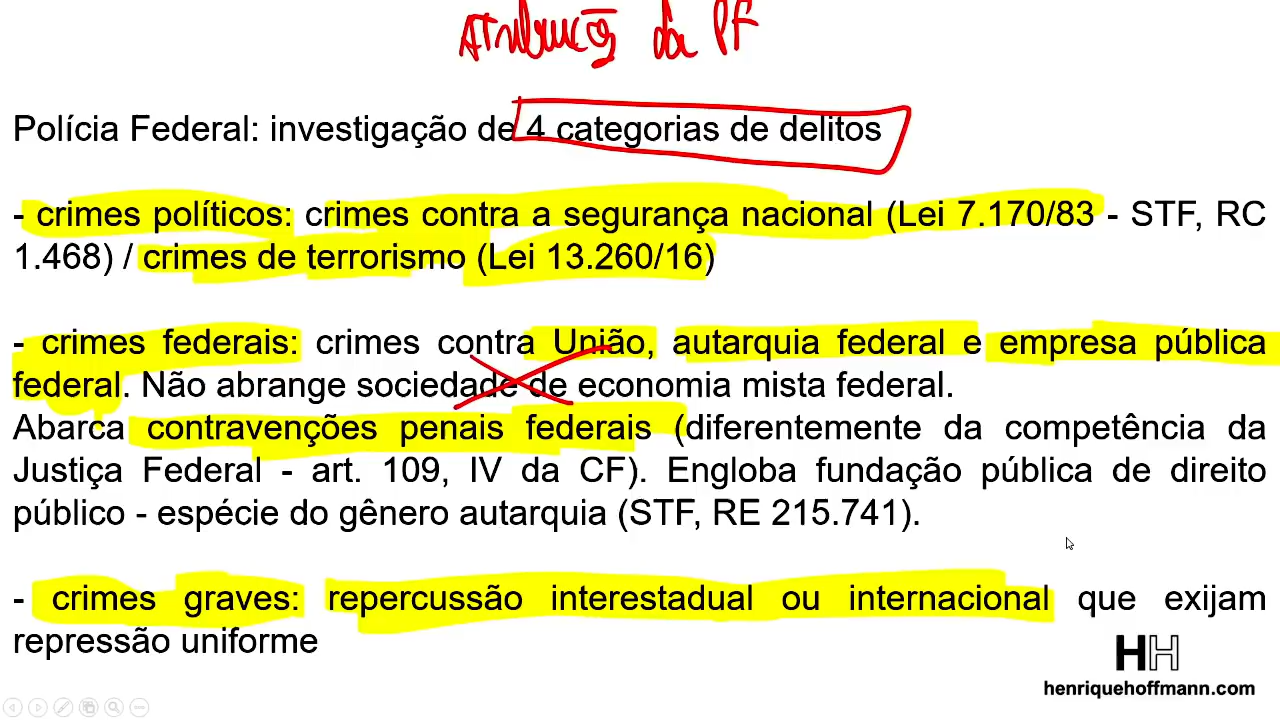 Atribuições da PF
Polícia Federal: investigação de 4 categorias de delitos
- crimes políticos: crimes contra a segurança nacional (Lei 7.170/83 - STF, RC
1.468) / crimes de terrorismo (Lei 13.260/16)
- crimes federais: crimes contra União, autarquia federal e empresa pública
federal. Não abrange sociedade de economia mista federal.
Abarca contravenções penais federais (diferentemente da competência da
Justiça Federal - art. 109, IV da CF). Engloba fundação pública de direito
público - espécie do gênero autarquia (STF, RE 215.741).
- crimes graves: repercussão interestadual ou internacional que exijam
repressão uniforme
HH
henriquehoffmann.com